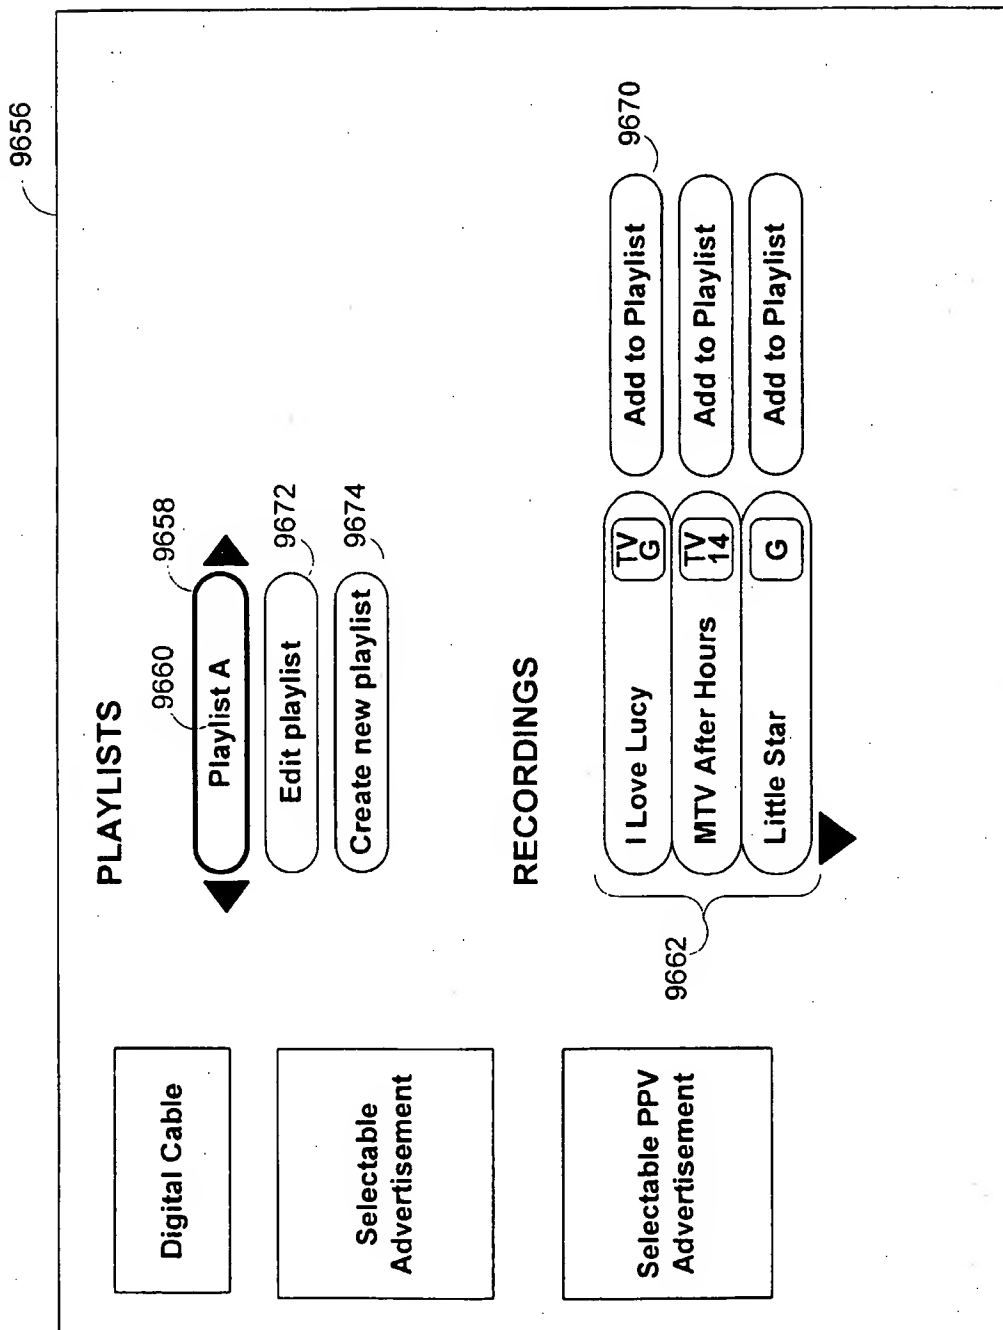 9656
Digital Cable
Selectable
Advertisement
Selectable PPV
Advertisement
PLAYLISTS
9660
9658
Playlist A
9672
Edit playlist
9674
Create new playlist
RECORDINGS
9662
9670
I Love Lucy TV G Add to Playlist
MTV After Hours TV 14 Add to Playlist
Little Star G Add to Playlist